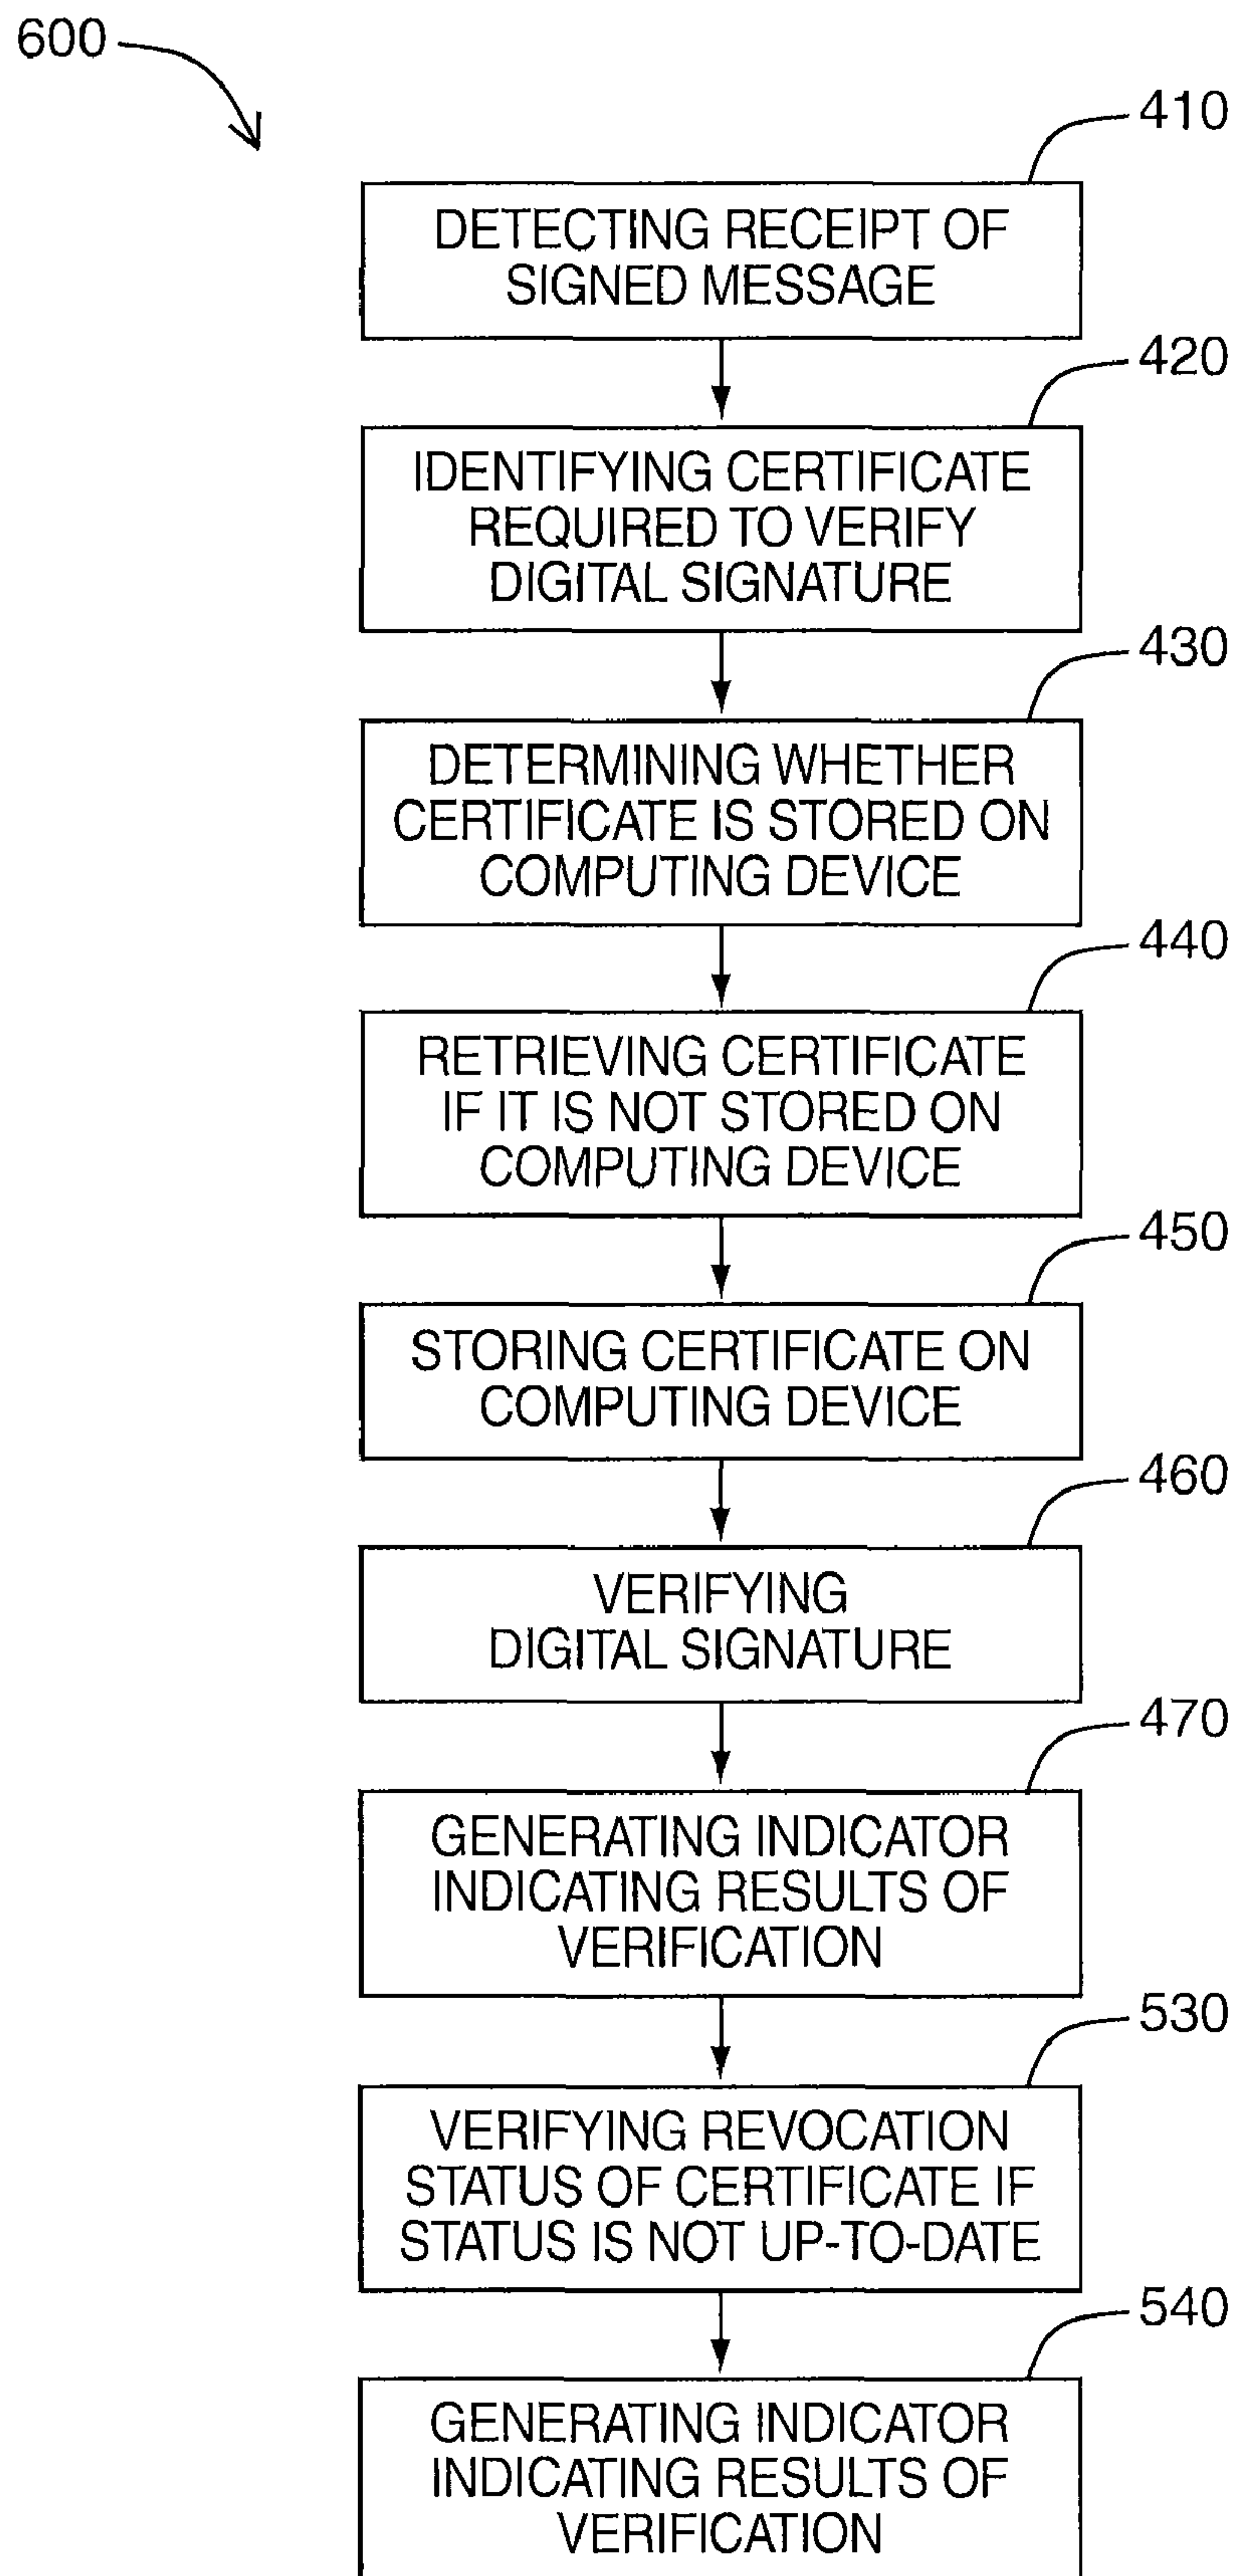 600
410
DETECTING RECEIPT OF
SIGNED MESSAGE
420
IDENTIFYING CERTIFICATE
REQUIRED TO VERIFY
DIGITAL SIGNATURE
430
DETERMINING WHETHER
CERTIFICATE IS STORED ON
COMPUTING DEVICE
440
RETRIEVING CERTIFICATE
IF IT IS NOT STORED ON
COMPUTING DEVICE
450
STORING CERTIFICATE ON
COMPUTING DEVICE
460
VERIFYING
DIGITAL SIGNATURE
470
GENERATING INDICATOR
INDICATING RESULTS OF
VERIFICATION
530
VERIFYING REVOCATION
STATUS OF CERTIFICATE IF
STATUS IS NOT UP-TO-DATE
540
GENERATING INDICATOR
INDICATING RESULTS OF
VERIFICATION